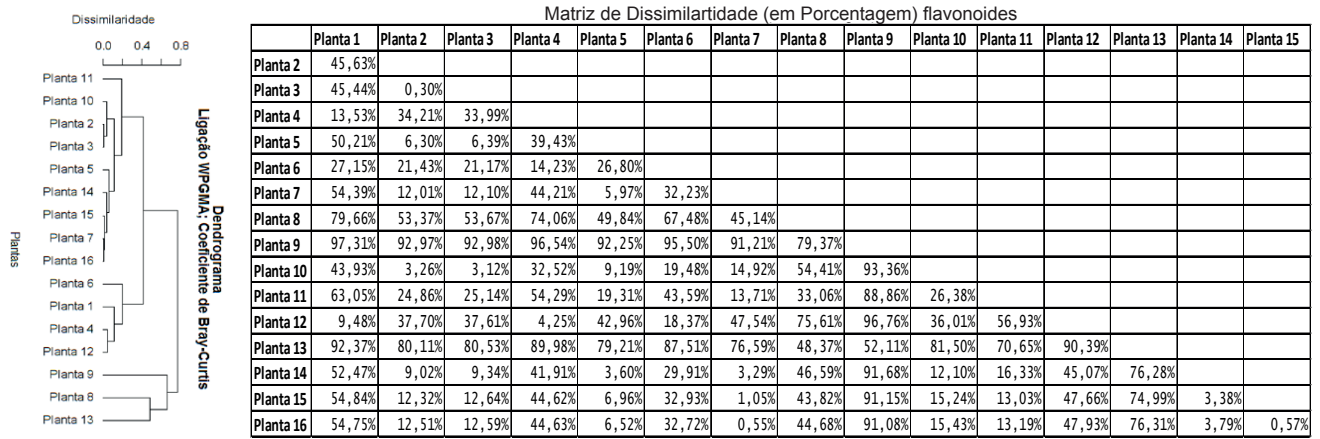 Dissimilaridade
0.0 0.4 0.8
Planta 11
Planta 10
Planta 2
Planta 3
Planta 5
Planta 14
Planta 15
Planta 7
Planta 16
Planta 6
Planta 1
Planta 4
Planta 12
Planta 9
Planta 8
Planta 13
Plantas
Dendrograma
Ligação WPGMA; Coeficiente de Bray-Curtis
Matriz de Dissimilartidade (em Porcentagem) flavonoides
Planta 1 Planta 2 Planta 3 Planta 4 Planta 5 Planta 6 Planta 7 Planta 8 Planta 9 Planta 10 Planta 11 Planta 12 Planta 13 Planta 14 Planta 15
Planta 2 45,63%
Planta 3 45,44% 0,30%
Planta 4 13,53% 34,21% 33,99%
Planta 5 50,21% 6,30% 6,39% 39,43%
Planta 6 27,15% 21,43% 21,17% 14,23% 26,80%
Planta 7 54,39% 12,01% 12,10% 44,21% 5,97% 32,23%
Planta 8 79,66% 53,37% 53,67% 74,06% 49,84% 67,48% 45,14%
Planta 9 97,31% 92,97% 92,98% 96,54% 92,25% 95,50% 91,21% 79,37%
Planta 10 43,93% 3,26% 3,12% 32,52% 9,19% 19,48% 14,92% 54,41% 93,36%
Planta 11 63,05% 24,86% 25,14% 54,29% 19,31% 43,59% 13,71% 33,06% 88,86% 26,38%
Planta 12 9,48% 37,70% 37,61% 4,25% 42,96% 18,37% 47,54% 75,61% 96,76% 36,01% 56,93%
Planta 13 92,37% 80,11% 80,53% 89,98% 79,21% 87,51% 76,59% 48,37% 52,11% 81,50% 70,65% 90,39%
Planta 14 52,47% 9,02% 9,34% 41,91% 3,60% 29,91% 3,29% 46,59% 91,68% 12,10% 16,33% 45,07% 76,28%
Planta 15 54,84% 12,32% 12,64% 44,62% 6,96% 32,93% 1,05% 43,82% 91,15% 15,24% 13,03% 47,66% 74,99% 3,38%
Planta 16 54,75% 12,51% 12,59% 44,63% 6,52% 32,72% 0,55% 44,68% 91,08% 15,43% 13,19% 47,93% 76,31% 3,79% 0,57%